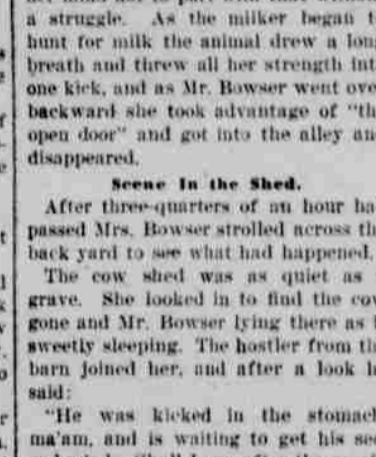 a struggle. As the milker began t
hunt for milk the animal drew a lon
breath and threw all her strength int
one kick, and as Mr. Bowser went ove
backward she took advantage of "th
open door" and got into the alley an
disappeared.
Scene In the Shed.
After three-quarters of an hour ha
passed Mrs. Bowser strolled across th
back yard to see what had happened.
The cow shed was as quiet as
grave. She looked in to find the cow
gone and Mr. Bowser lying there as i
sweetly sleeping. The hostler from th
barn joined her, and after a look h
said:
"He was kicked in the stomach
ma'am, and is waiting to get his sec